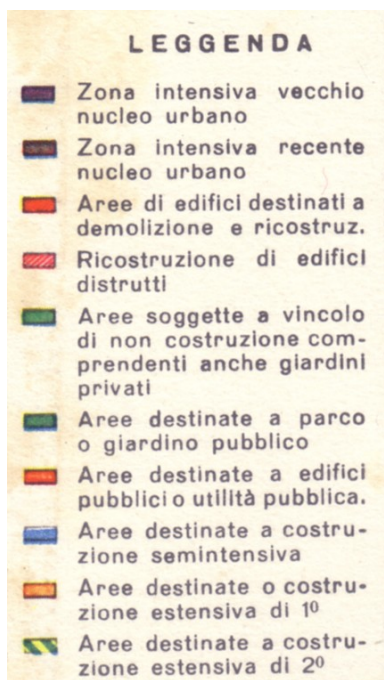 LEGGENDA
Zona intensiva vecchio
nucleo urbano
Zona intensiva recente
nucleo urbano
Aree di edifici destinati a
demolizione e ricostruz.
Ricostruzione di edifici
distrutti
Aree soggette a vincolo
di non costruzione com-
prendenti anche giardini
privati
Aree destinate a parco
o giardino pubblico
Aree destinate a edifici
pubblici o utilità pubblica.
Aree destinate a costru-
zione semintensiva
Aree destinate o costru-
zione estensiva di 1º
Aree destinate a costru-
zione estensiva di 2º